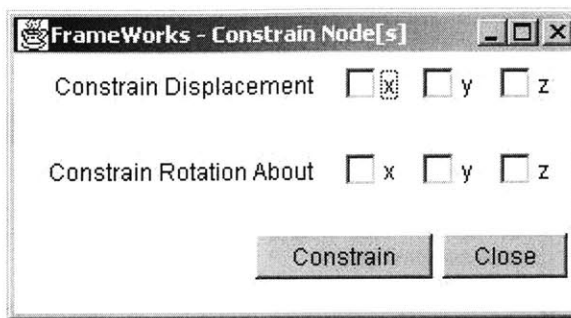 FrameWorks - Constrain Node[s]
Constrain Displacement x y z
Constrain Rotation About x y z
Constrain Close